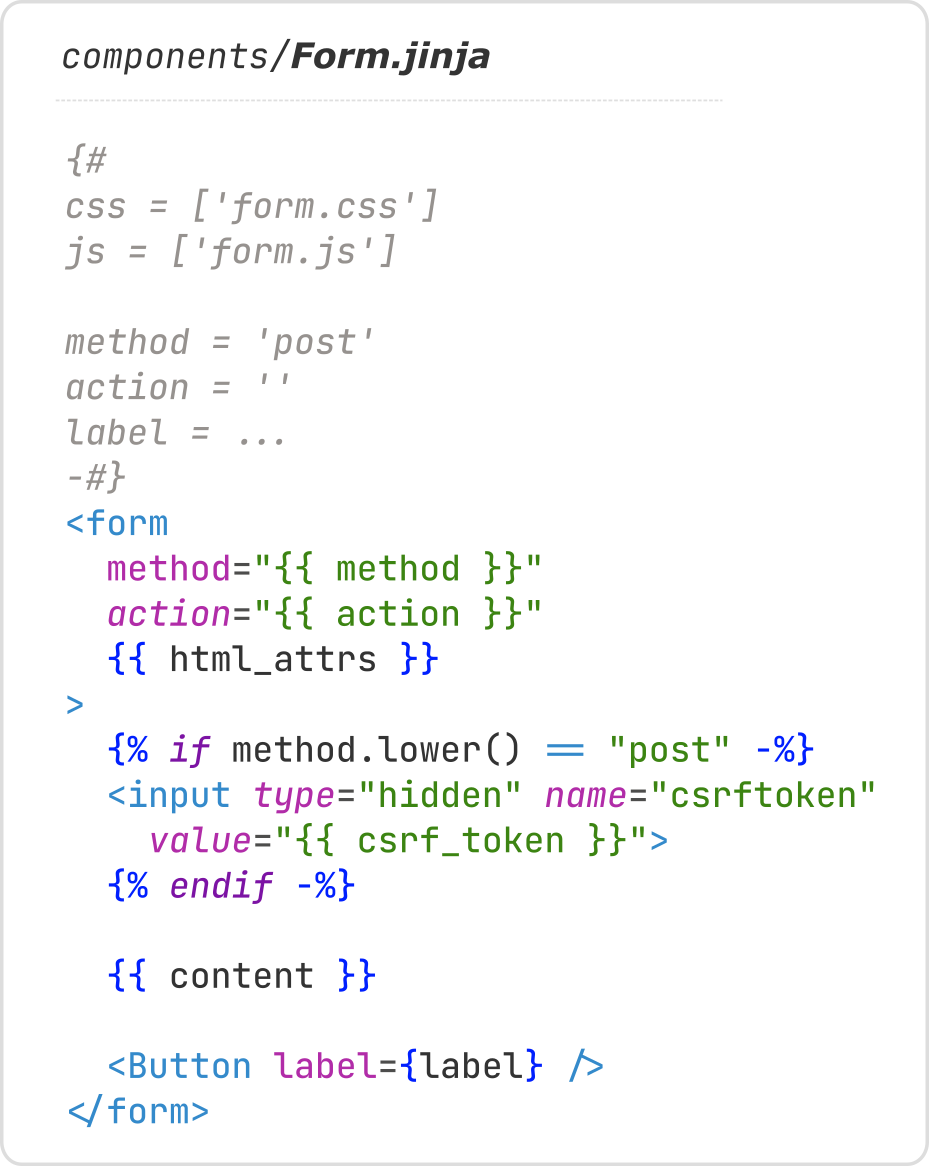 components/Form.jinja
{#
css = ['form.css']
js = ['form.js']
method = 'post'
action = ''
label = ...
-#}
<form
method="{{ method }}"
action="{{ action }}"
{{ html_attrs }}
>
{% if method.lower() == "post" -%}
<input type="hidden" name="csrftoken"
value="{{ csrf_token }}">
{% endif -%}
{{ content }}
<Button label={label} />
</form>